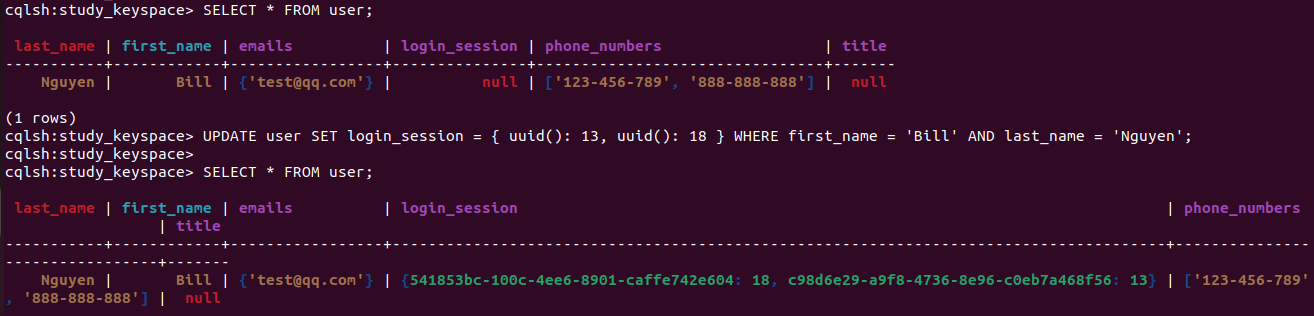 cqlsh:study_keyspace> SELECT * FROM user;
 last_name | first_name | emails          | login_session | phone_numbers                  | title
-----------+------------+-----------------+---------------+--------------------------------+-------
    Nguyen |       Bill | {'test@qq.com'} |          null | ['123-456-789', '888-888-888'] |  null
(1 rows)
cqlsh:study_keyspace> UPDATE user SET login_session = { uuid(): 13, uuid(): 18 } WHERE first_name = 'Bill' AND last_name = 'Nguyen';
cqlsh:study_keyspace>
cqlsh:study_keyspace> SELECT * FROM user;
 last_name | first_name | emails          | login_session                                                                        | phone_numbers
                  | title
-----------+------------+-----------------+--------------------------------------------------------------------------------------+---------------
------------------+-------
    Nguyen |       Bill | {'test@qq.com'} | {541853bc-100c-4ee6-8901-caffe742e604: 18, c98d6e29-a9f8-4736-8e96-c0eb7a468f56: 13} | ['123-456-789'
, '888-888-888'] |  null